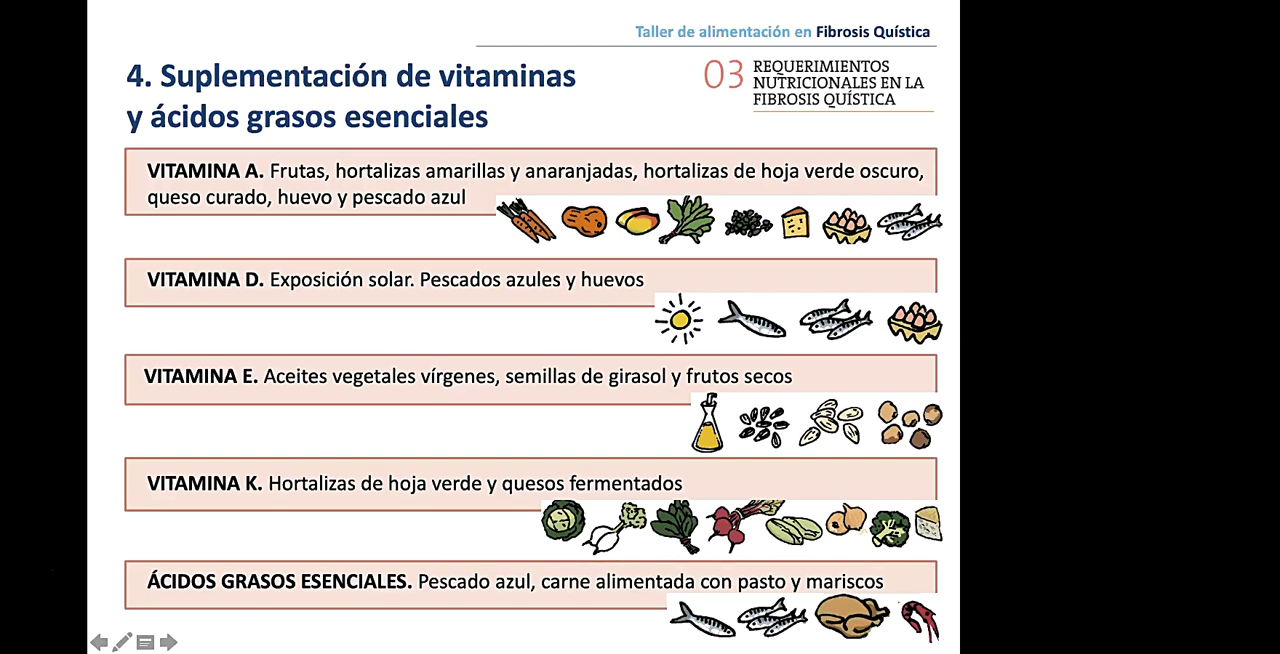 Taller de alimentación en Fibrosis Quística
4. Suplementación de vitaminas
y ácidos grasos esenciales
03
REQUERIMIENTOS
NUTRICIONALES EN LA
FIBROSIS QUÍSTICA
VITAMINA A. Frutas, hortalizas amarillas y anaranjadas, hortalizas de hoja verde oscuro,
queso curado, huevo y pescado azul
VITAMINA D. Exposición solar. Pescados azules y huevos
VITAMINA E. Aceites vegetales vírgenes, semillas de girasol y frutos secos
VITAMINA K. Hortalizas de hoja verde y quesos fermentados
ÁCIDOS GRASOS ESENCIALES. Pescado azul, carne alimentada con pasto y mariscos